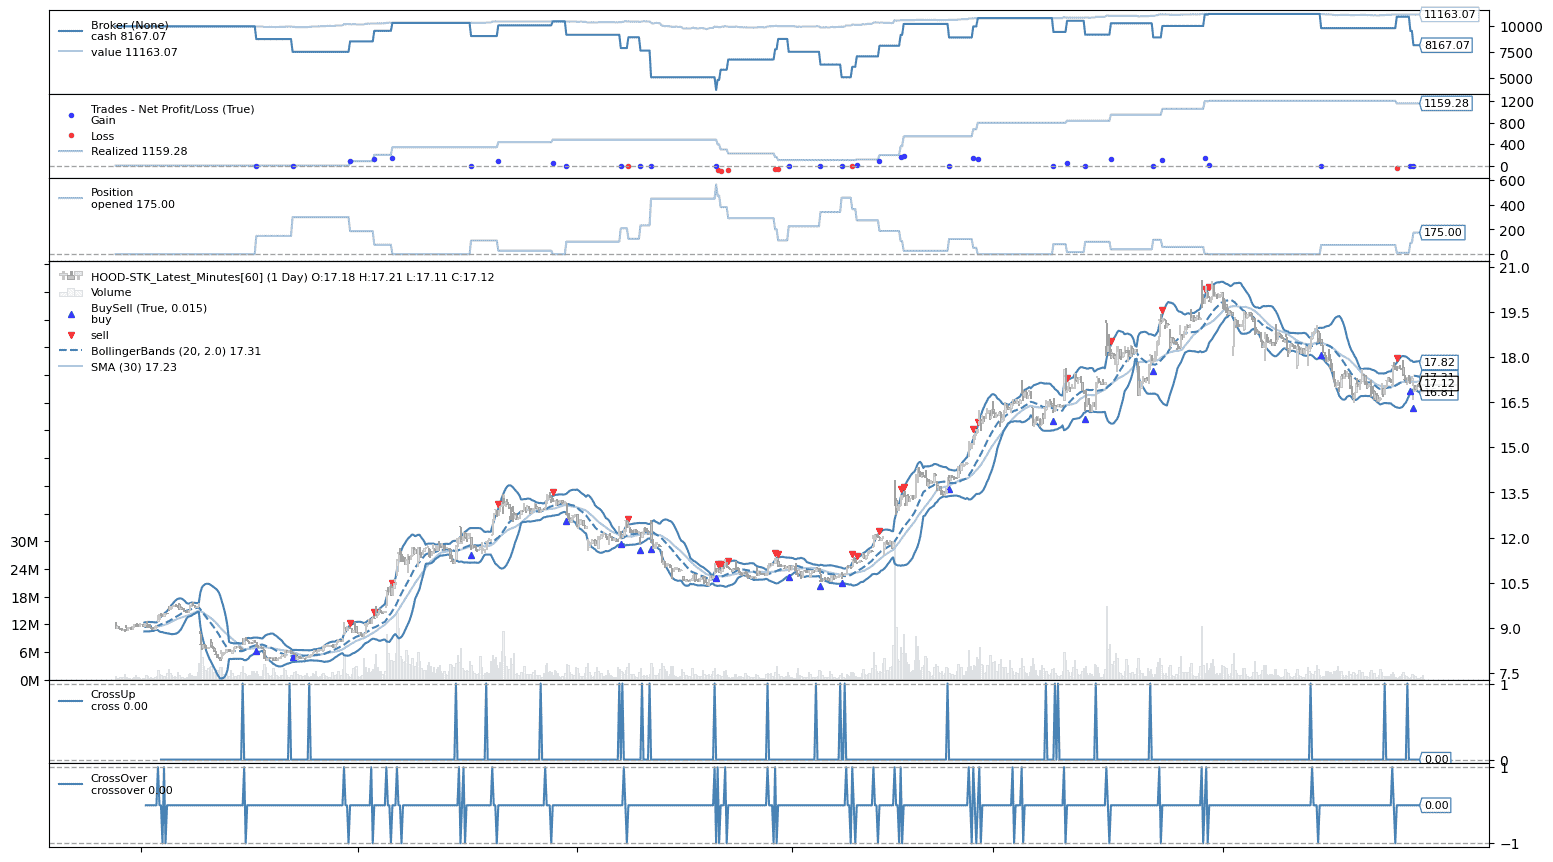 Broker (None)
cash 8167.07
value 11163.07
11163.07
10000
8167.07
7500
5000
Trades - Net Profit/Loss (True)
Gain
Loss
Realized 1159.28
1200
1159.28
800
400
0
Position
opened 175.00
600
400
200
175.00
0
HOOD-STK_Latest_Minutes[60] (1 Day) O:17.18 H:17.21 L:17.11 C:17.12
Volume
BuySell (True, 0.015)
buy
sell
BollingerBands (20, 2.0) 17.31
SMA (30) 17.23
21.0
19.5
18.0
17.82
17.12
16.81
16.5
15.0
13.5
12.0
10.5
9.0
7.5
30M
24M
18M
12M
6M
0M
CrossUp
cross 0.00
1
0.00
0
CrossOver
crossover 0.00
1
0.00
−1